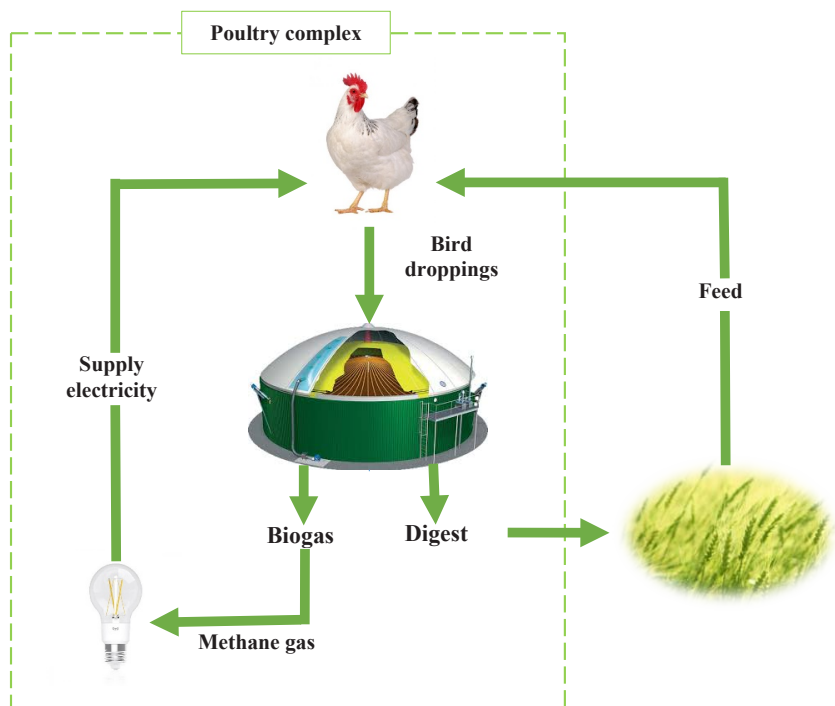 Poultry complex
Bird
droppings
Feed
Supply
electricity
Biogas
Digest
Methane gas